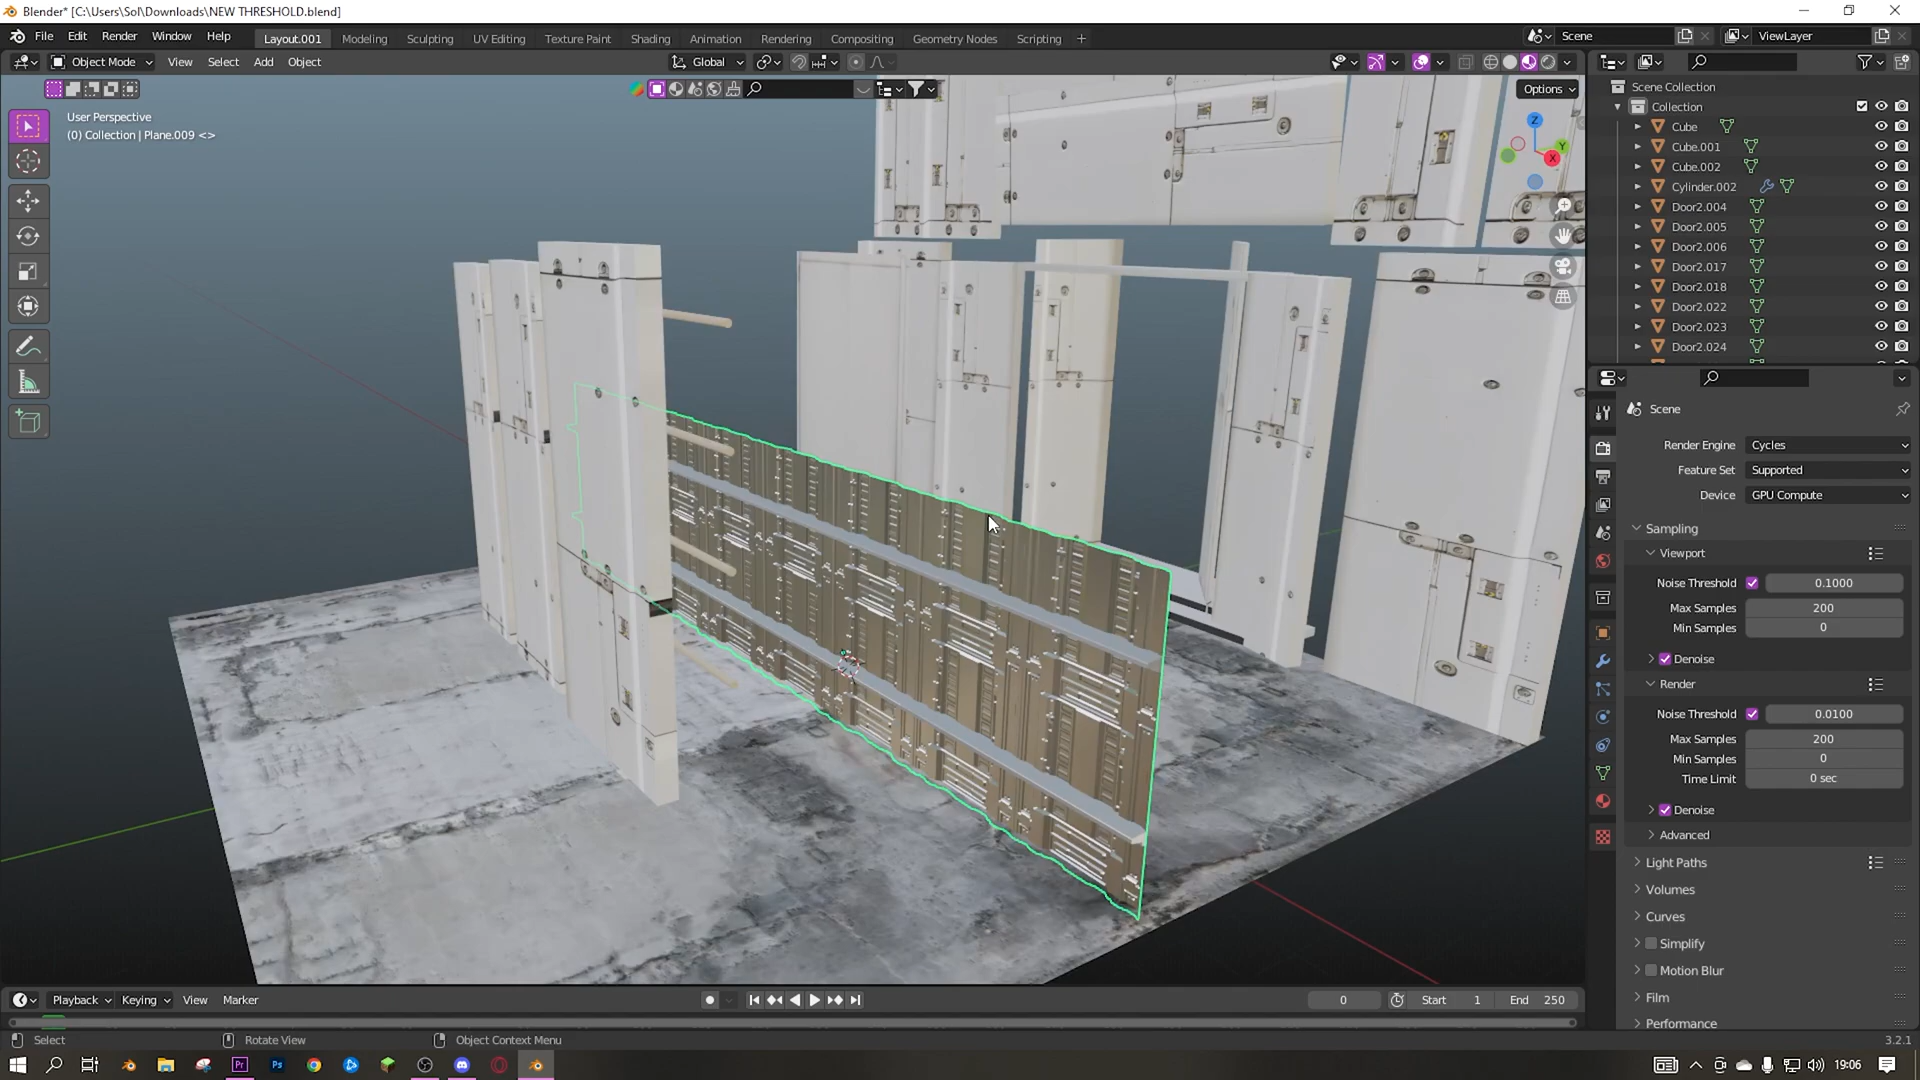 Blender* [C:\Users\Sol\Downloads\NEW THRESHOLD.blend]
File Edit Render Window Help Layout.001 Modeling Sculpting UV Editing Texture Paint Shading Animation Rendering Compositing Geometry Nodes Scripting + Scene ViewLayer
Object Mode View Select Add Object Global
Options
User Perspective
(0) Collection | Plane.009 <>
Z
Y
X
Scene Collection
Collection
Cube
Cube.001
Cube.002
Cylinder.002
Door2.004
Door2.005
Door2.006
Door2.017
Door2.018
Door2.022
Door2.023
Door2.024
Scene
Render Engine Cycles
Feature Set Supported
Device GPU Compute
Sampling
Viewport
Noise Threshold 0.1000
Max Samples 200
Min Samples 0
Denoise
Render
Noise Threshold 0.0100
Max Samples 200
Min Samples 0
Time Limit 0 sec
Denoise
Advanced
Light Paths
Volumes
Curves
Simplify
Motion Blur
Film
Performance
Playback Keying View Marker 0 Start 1 End 250
Select Rotate View Object Context Menu 3.2.1
Pr Ps 19:06